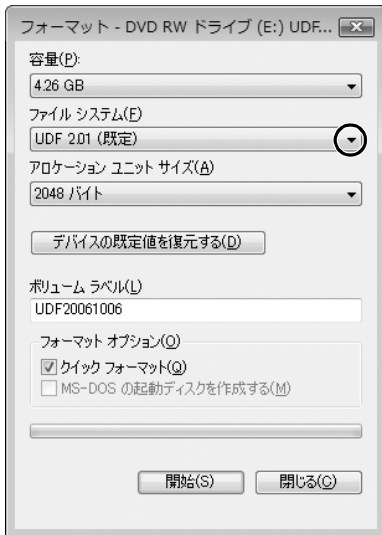 フォーマット - DVD RW ドライブ (E:) UDF...
容量(P):
4.26 GB
ファイル システム(F)
UDF 2.01 (既定)
アロケーション ユニット サイズ(A)
2048 バイト
デバイスの既定値を復元する(D)
ボリューム ラベル(L)
UDF20061006
フォーマット オプション(O)
クイック フォーマット(Q)
MS-DOS の起動ディスクを作成する(M)
開始(S)
閉じる(C)